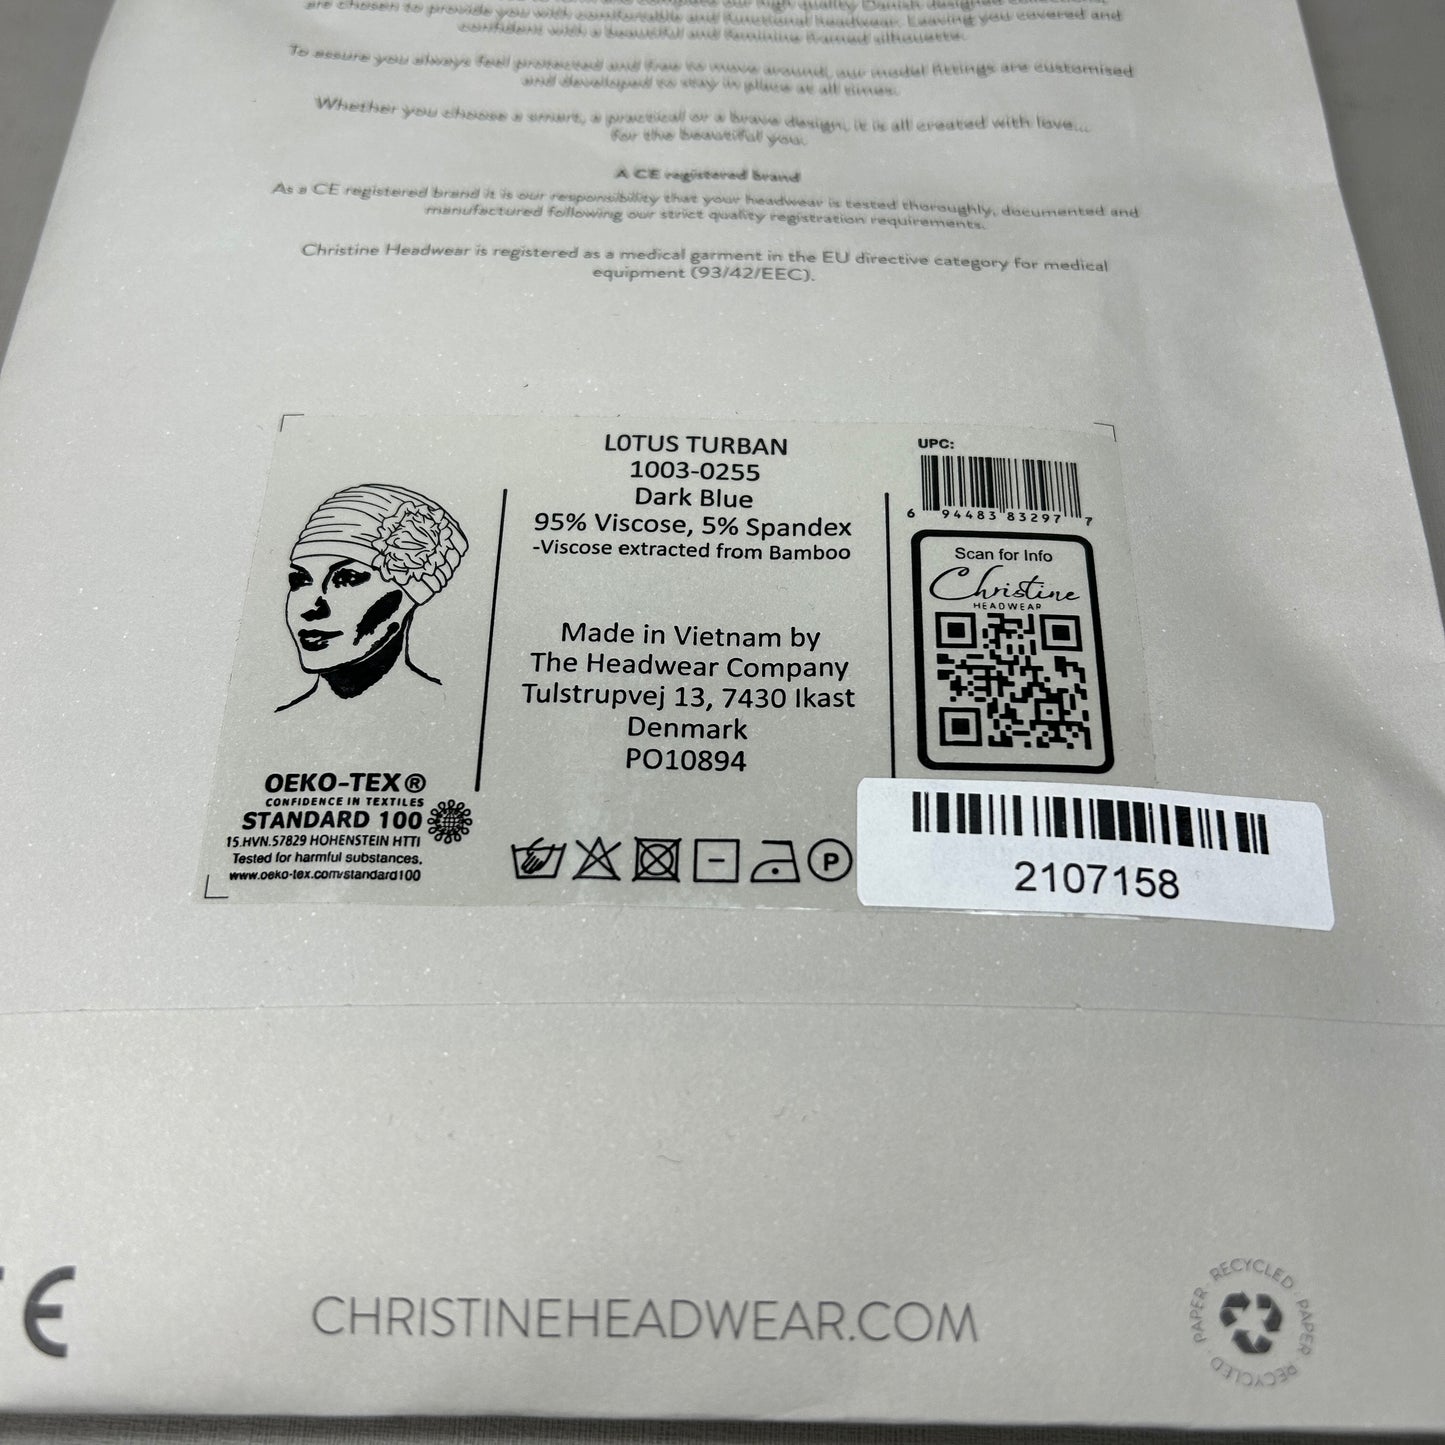 our high quality Danish designed collections,
are chosen to provide you with comfortable and functional headwear. Leaving you covered and
confident with a beautiful and feminine framed silhouette.
To assure you always feel protected and free to move around, our model fittings are customised
and developed to stay in place at all times.
Whether you choose a smart, a practical or a brave design, it is all created with love...
for the beautiful you.
A CE registered brand
As a CE registered brand it is our responsibility that your headwear is tested thoroughly, documented and
manufactured following our strict quality registration requirements.
Christine Headwear is registered as a medical garment in the EU directive category for medical
equipment (93/42/EEC).
LOTUS TURBAN
1003-0255
Dark Blue
95% Viscose, 5% Spandex
-Viscose extracted from Bamboo
Made in Vietnam by
The Headwear Company
Tulstrupvej 13, 7430 Ikast
Denmark
PO10894
UPC:
6 94483 83297 7
Scan for Info
Christine
HEADWEAR
OEKO-TEX®
CONFIDENCE IN TEXTILES
STANDARD 100
15.HVN.57829 HOHENSTEIN HTTI
Tested for harmful substances.
www.oeko-tex.com/standard100
P
2107158
CE
CHRISTINEHEADWEAR.COM
RECYCLED · PAPER · RECYCLED · PAPER ·